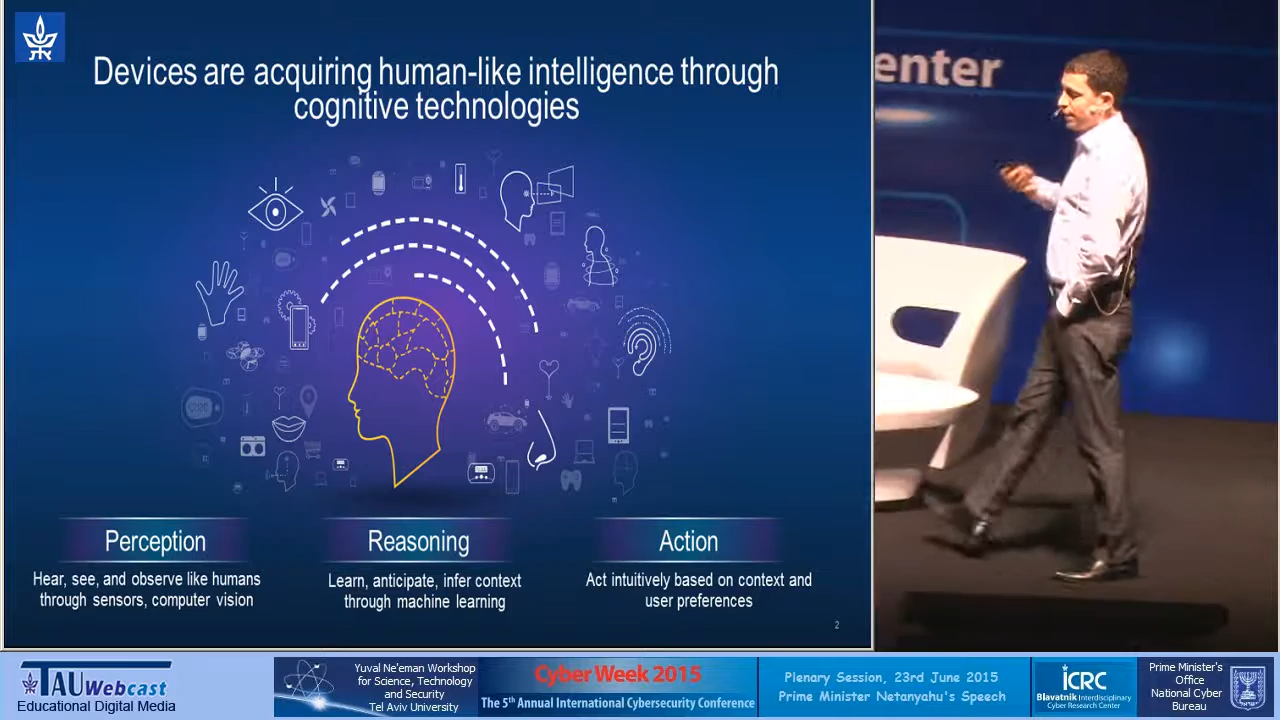 Devices are acquiring human-like intelligence through
cognitive technologies
Perception
Hear, see, and observe like humans
through sensors, computer vision
Reasoning
Learn, anticipate, infer context
through machine learning
Action
Act intuitively based on context and
user preferences
2
enter
TAU Webcast
Educational Digital Media
Yuval Ne'eman Workshop
for Science, Technology
and Security
Tel Aviv University
Cyber Week 2015
The 5th Annual International Cybersecurity Conference
Plenary Session, 23rd June 2015
Prime Minister Netanyahu's Speech
ICRC
Blavatnik Interdisciplinary
Cyber Research Center
Prime Minister's
Office
National Cyber
Bureau